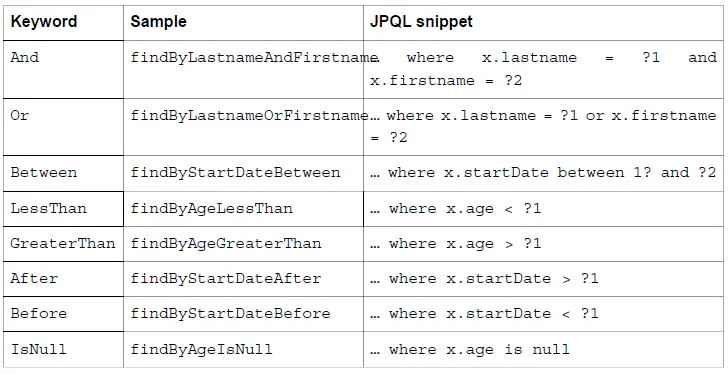 Keyword Sample JPQL snippet
And findByLastnameAndFirstname … where x.lastname = ?1 and
x.firstname = ?2
Or findByLastnameOrFirstname … where x.lastname = ?1 or x.firstname
= ?2
Between findByStartDateBetween … where x.startDate between 1? and ?2
LessThan findByAgeLessThan … where x.age < ?1
GreaterThan findByAgeGreaterThan … where x.age > ?1
After findByStartDateAfter … where x.startDate > ?1
Before findByStartDateBefore … where x.startDate < ?1
IsNull findByAgeIsNull … where x.age is null